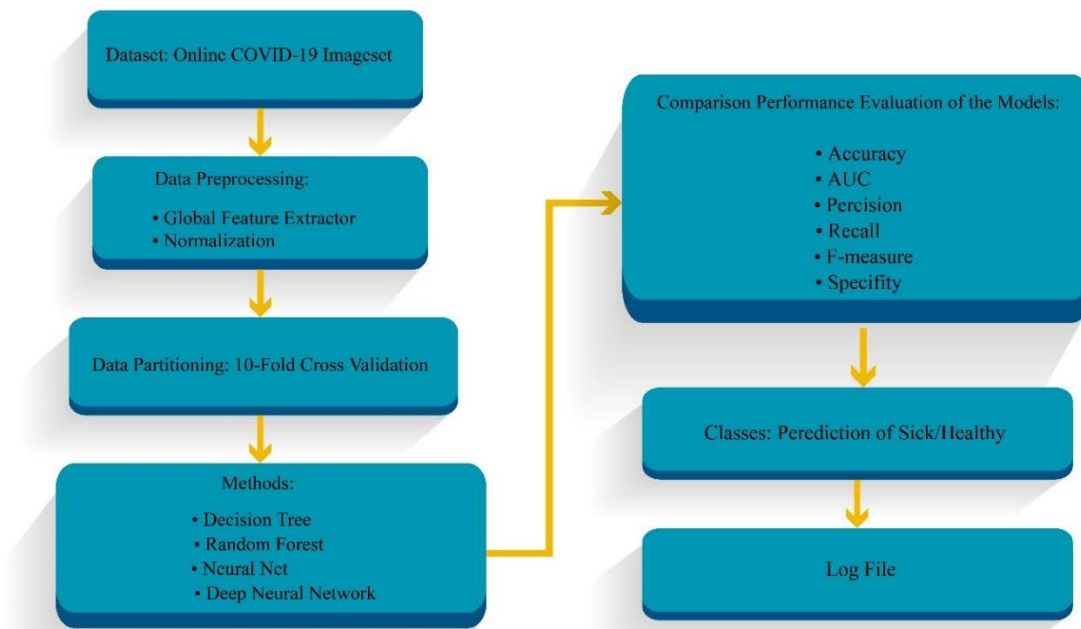 Dataset: Online COVID-19 Imageset
Data Preprocessing:
• Global Feature Extractor
• Normalization
Data Partitioning: 10-Fold Cross Validation
Methods:
• Decision Tree
• Random Forest
• Neural Net
• Deep Neural Network
Comparison Performance Evaluation of the Models:
• Accuracy
• AUC
• Percision
• Recall
• F-measure
• Specifity
Classes: Perediction of Sick/Healthy
Log File